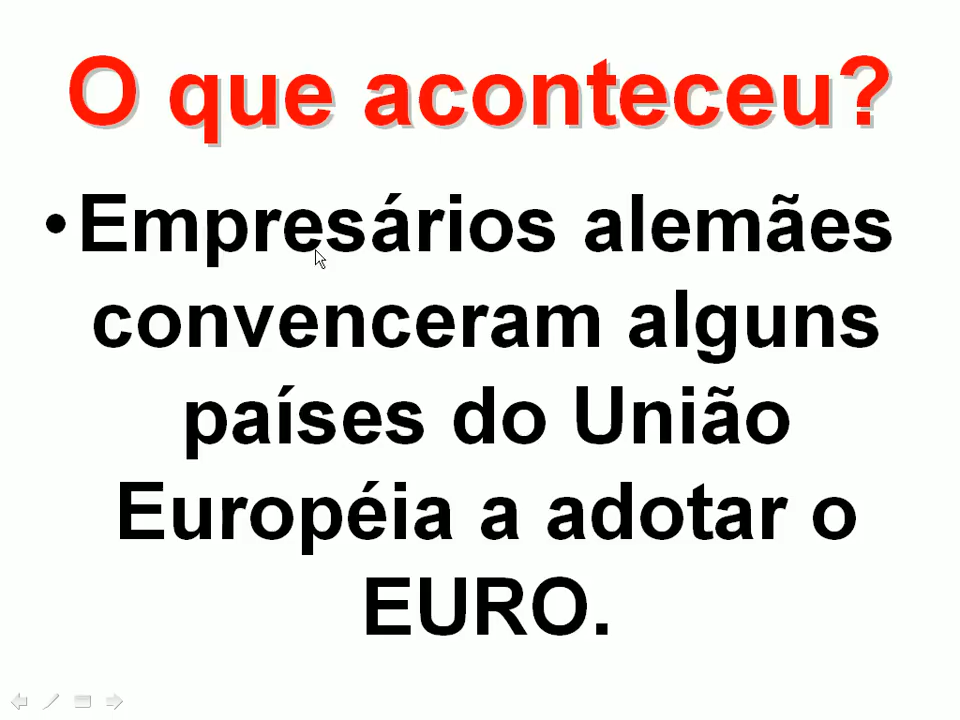 O que aconteceu?
•Empresários alemães
convenceram alguns
países do União
Européia a adotar o
EURO.